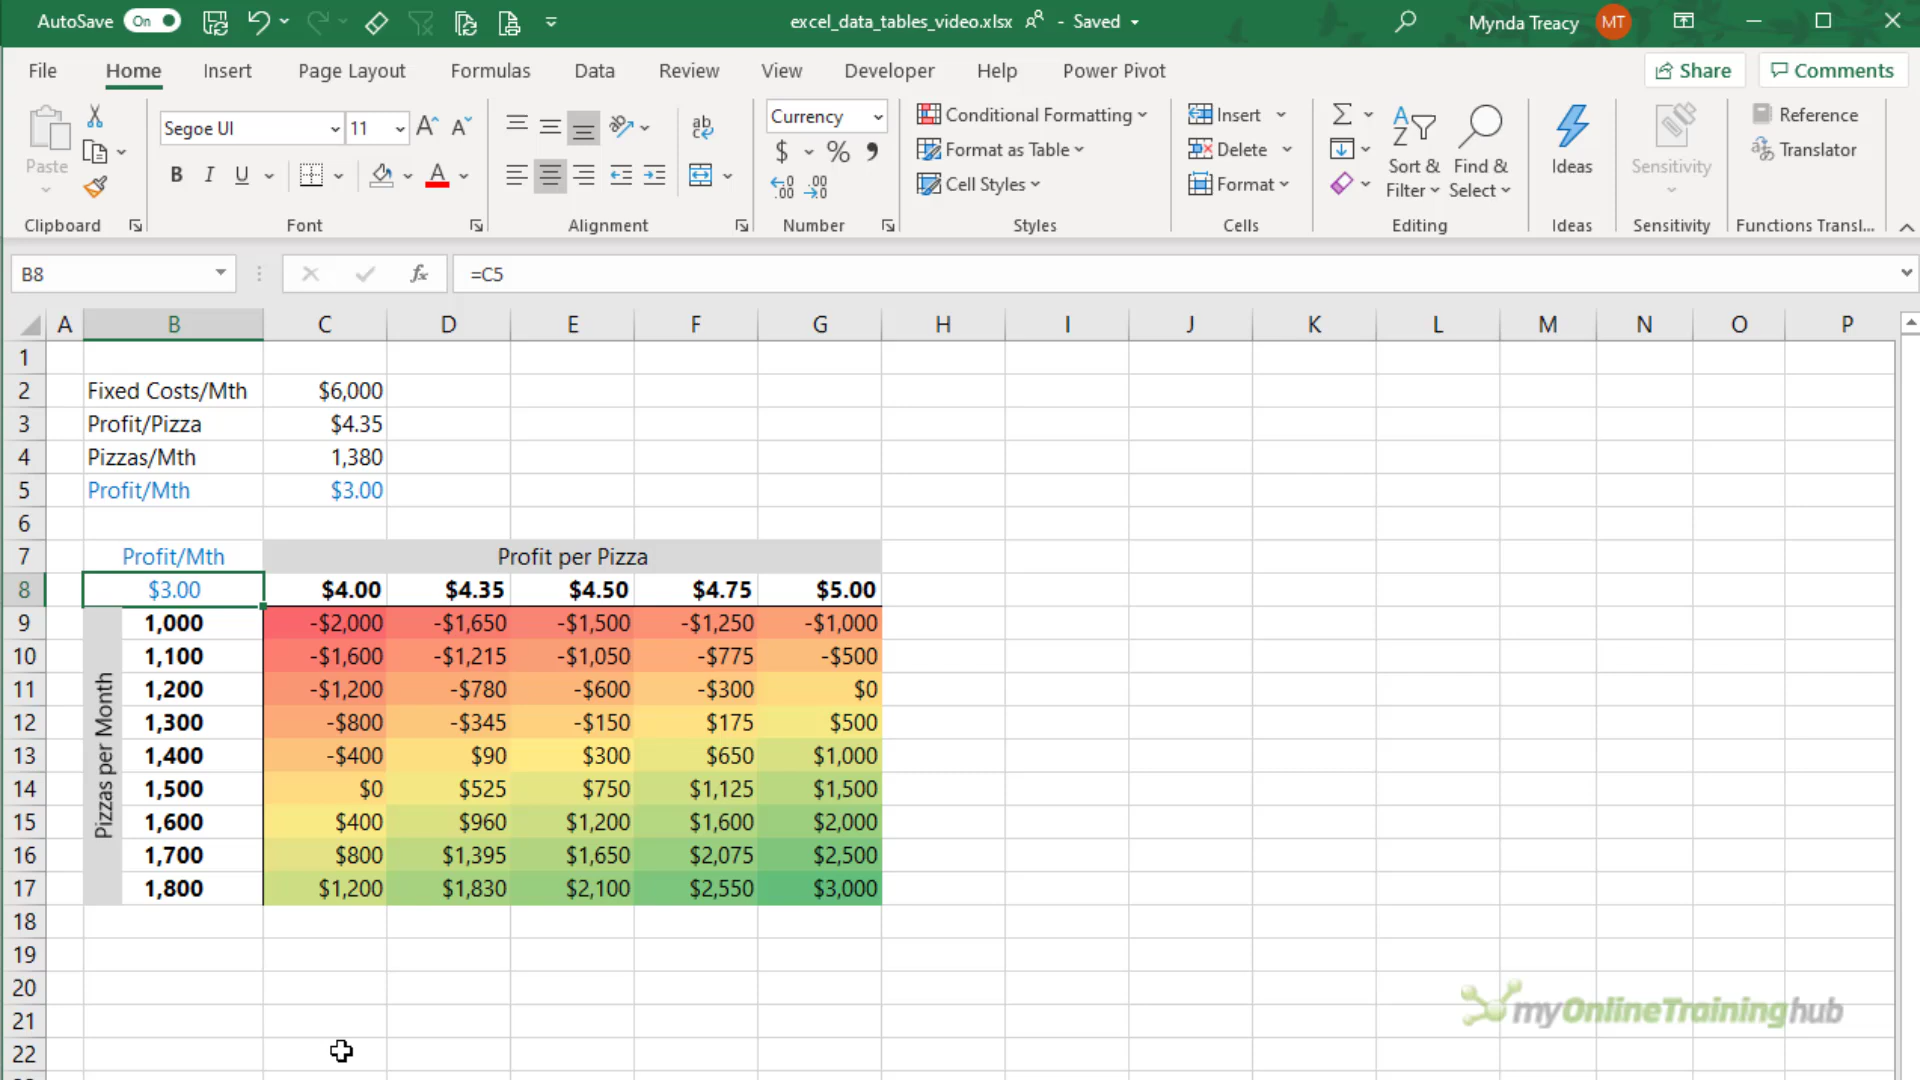 AutoSave On excel_data_tables_video.xlsx - Saved Mynda Treacy MT
File Home Insert Page Layout Formulas Data Review View Developer Help Power Pivot Share Comments
Paste
Clipboard
Segoe UI 11
B I U
Font
ab
Alignment
Currency
$ % 9
Number
Conditional Formatting
Format as Table
Cell Styles
Styles
Insert
Delete
Format
Cells
Sort & Filter
Find & Select
Editing
Ideas
Ideas
Sensitivity
Sensitivity
Reference
Translator
Functions Transl...
B8 fx =C5
A B C D E F G H I J K L M N O P
1
2 Fixed Costs/Mth $6,000
3 Profit/Pizza $4.35
4 Pizzas/Mth 1,380
5 Profit/Mth $3.00
6
7 Profit/Mth Profit per Pizza
8 $3.00 $4.00 $4.35 $4.50 $4.75 $5.00
Pizzas per Month
9 1,000 -$2,000 -$1,650 -$1,500 -$1,250 -$1,000
10 1,100 -$1,600 -$1,215 -$1,050 -$775 -$500
11 1,200 -$1,200 -$780 -$600 -$300 $0
12 1,300 -$800 -$345 -$150 $175 $500
13 1,400 -$400 $90 $300 $650 $1,000
14 1,500 $0 $525 $750 $1,125 $1,500
15 1,600 $400 $960 $1,200 $1,600 $2,000
16 1,700 $800 $1,395 $1,650 $2,075 $2,500
17 1,800 $1,200 $1,830 $2,100 $2,550 $3,000
18
19
20
21
22
myOnlineTraininghub